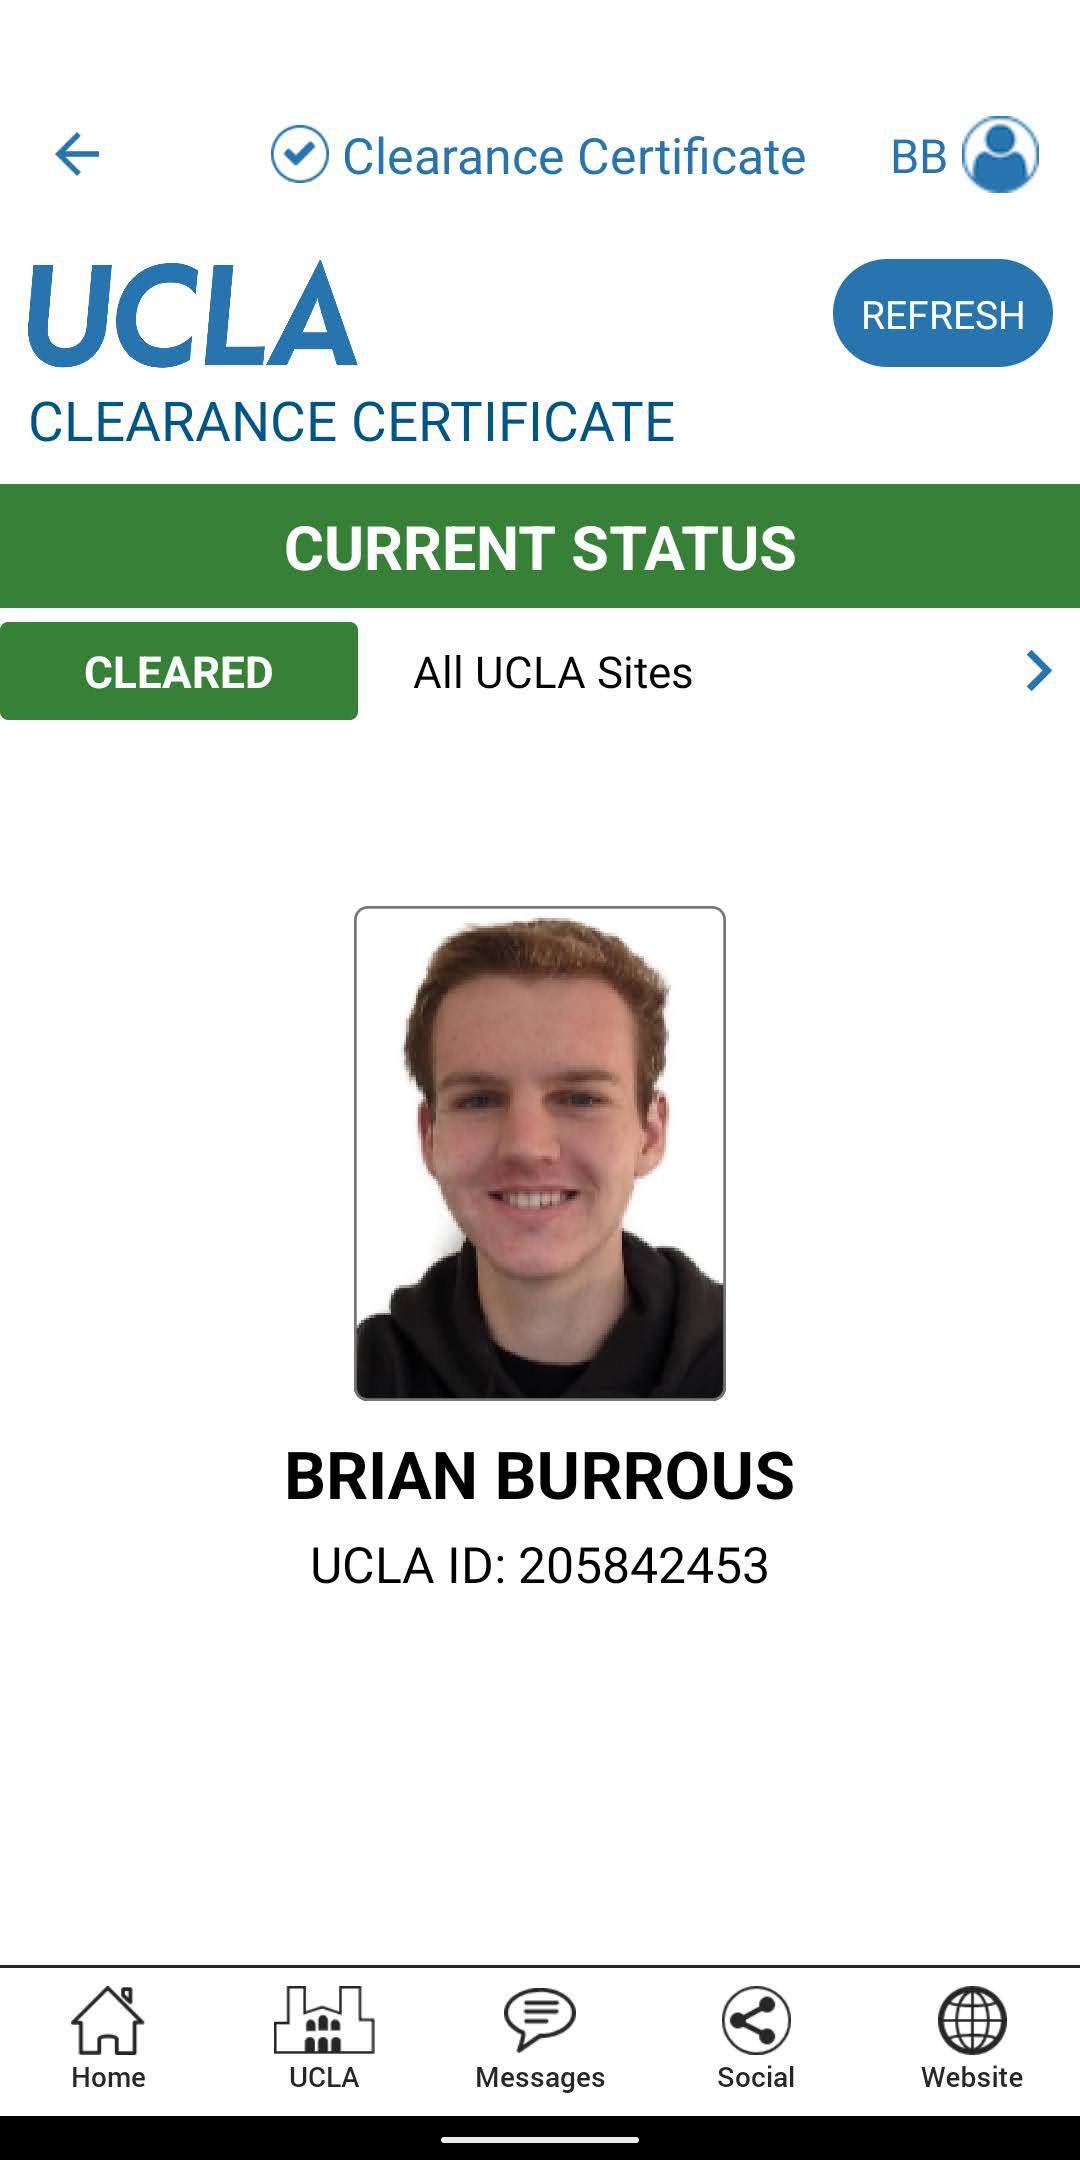 Clearance Certificate BB
UCLA
REFRESH
CLEARANCE CERTIFICATE
CURRENT STATUS
CLEARED All UCLA Sites
BRIAN BURROUS
UCLA ID: 205842453
Home UCLA Messages Social Website